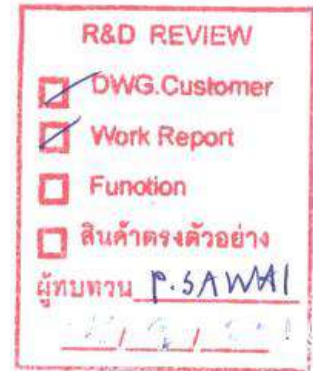 R&D REVIEW
DWG.Customer
Work Report
Function
สินค้าตรงตัวอย่าง
ผู้ทบทวน P.SAWAI